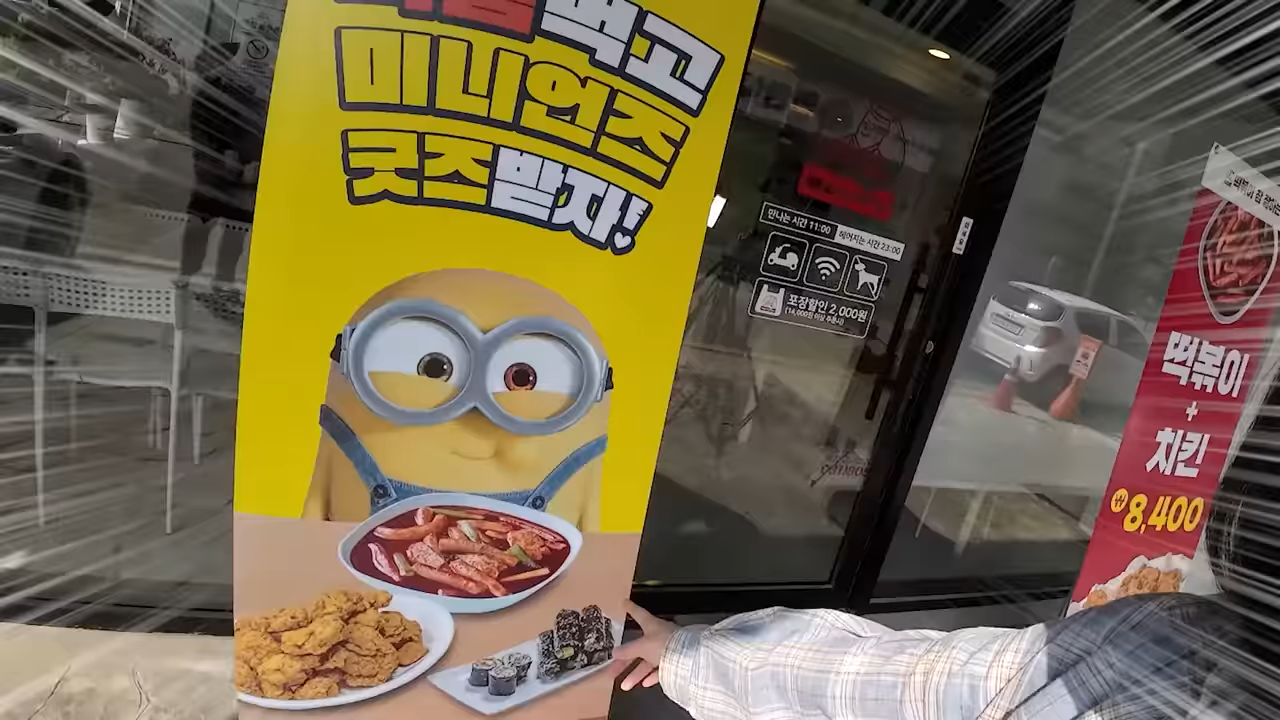 먹고
미니언즈
굿즈받자!
만나는 시간 11:00 헤어지는 시간 23:00
포장할인 2,000원
(14,000원 이상 주문시)
떡볶이
+
치킨
₩8,400